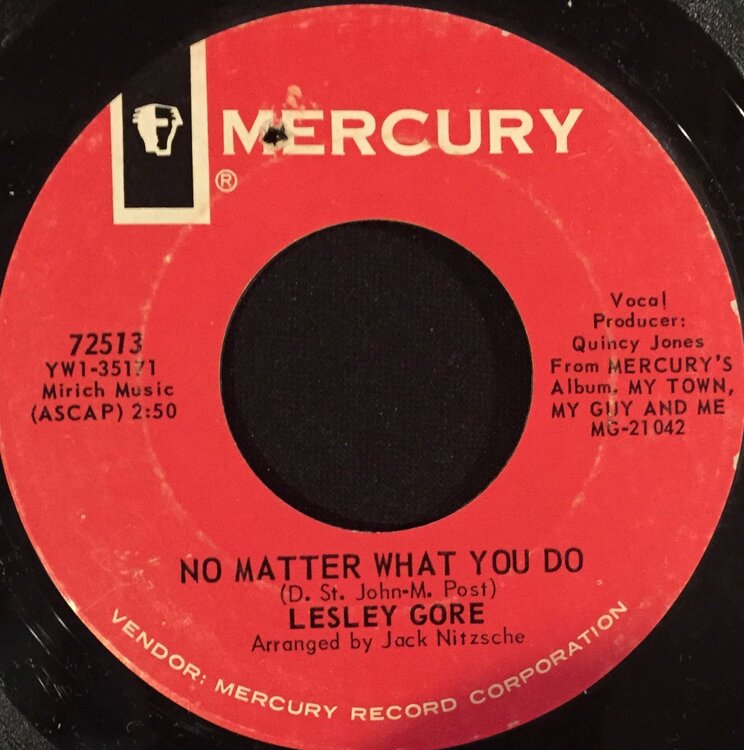 MERCURY
®
72513
YW1-35171
Mirich Music
(ASCAP) 2:50
Vocal
Producer:
Quincy Jones
From MERCURY'S
Album. MY TOWN,
MY GUY AND ME
MG-21042
NO MATTER WHAT YOU DO
(D. St. John-M. Post)
LESLEY GORE
Arranged by Jack Nitzsche
VENDOR: MERCURY RECORD CORPORATION